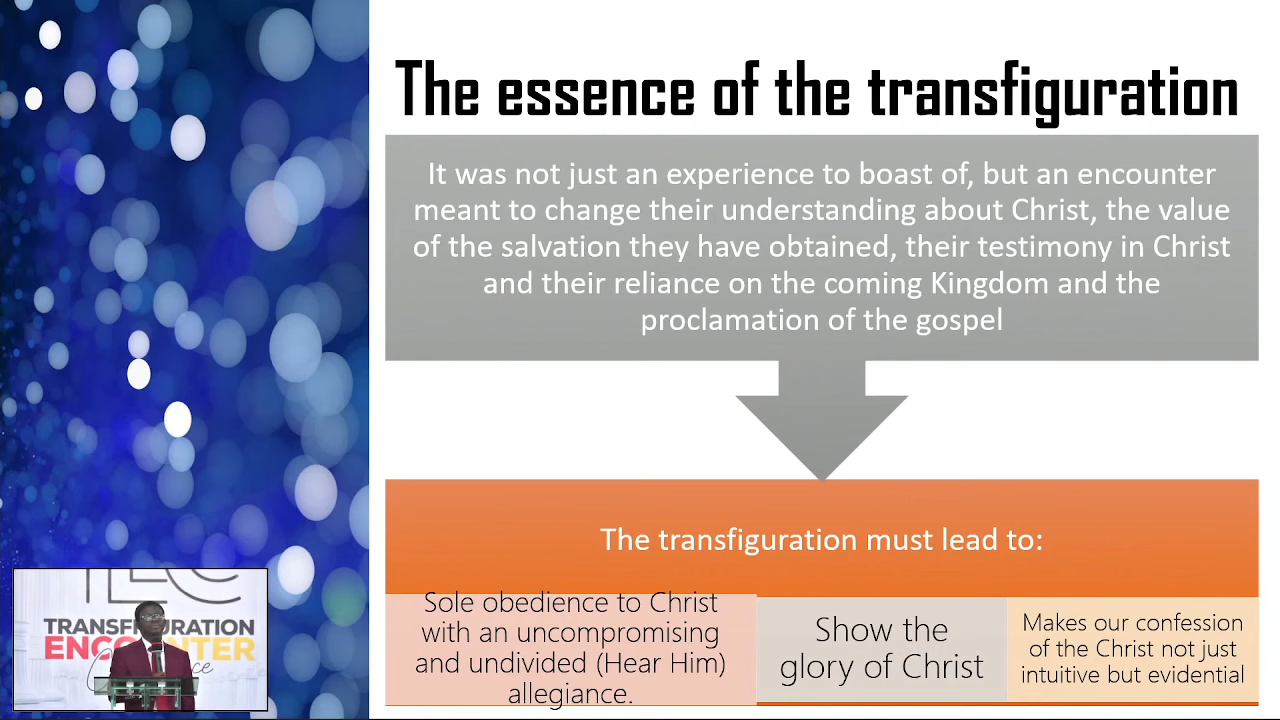 The essence of the transfiguration
It was not just an experience to boast of, but an encounter
meant to change their understanding about Christ, the value
of the salvation they have obtained, their testimony in Christ
and their reliance on the coming Kingdom and the
proclamation of the gospel
The transfiguration must lead to:
Sole obedience to Christ
with an uncompromising
and undivided (Hear Him)
allegiance.
Show the
glory of Christ
Makes our confession
of the Christ not just
intuitive but evidential
TEC
TRANSFIGURATION
ENCOUNTER